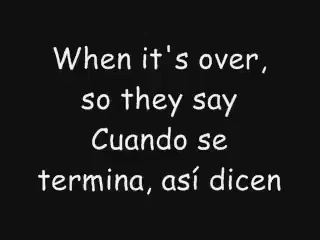 When it's over,
so they say
Cuando se
termina, así dicen